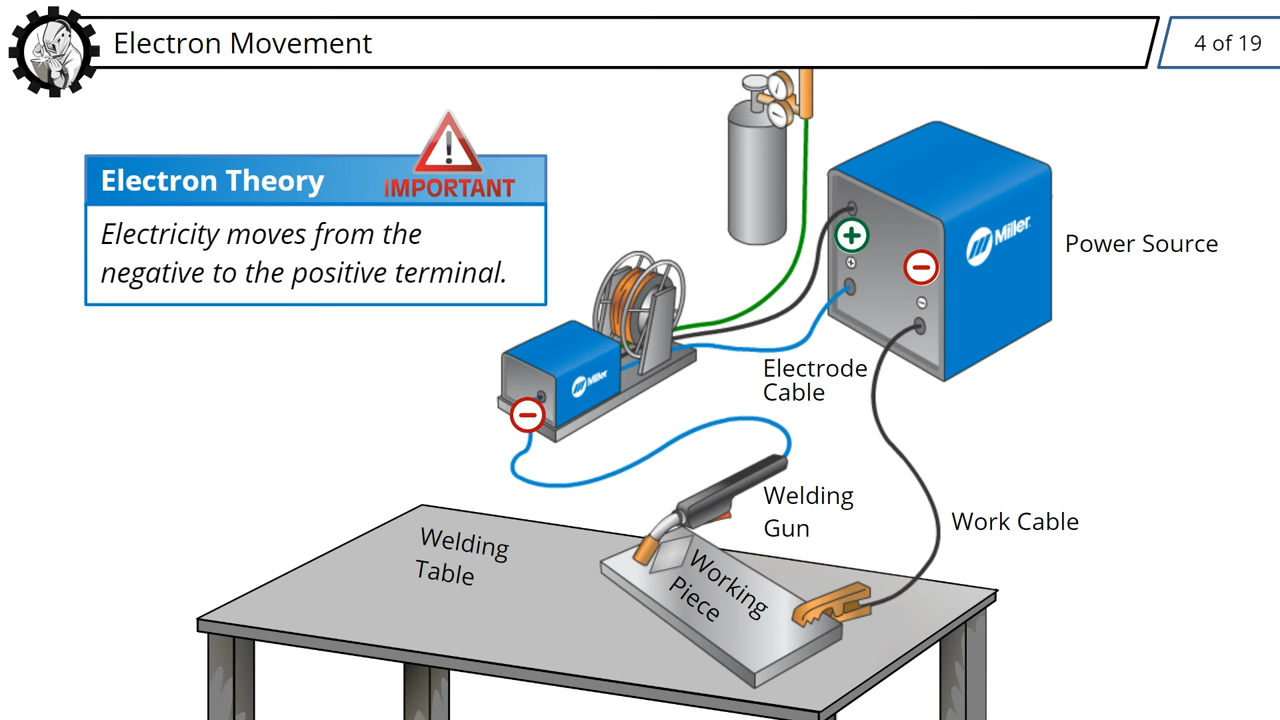 Electron Movement
4 of 19
IMPORTANT
Electron Theory
Electricity moves from the
negative to the positive terminal.
Miller
Power Source
Miller
Electrode
Cable
Welding
Gun
Work Cable
Welding
Table
Working
Piece